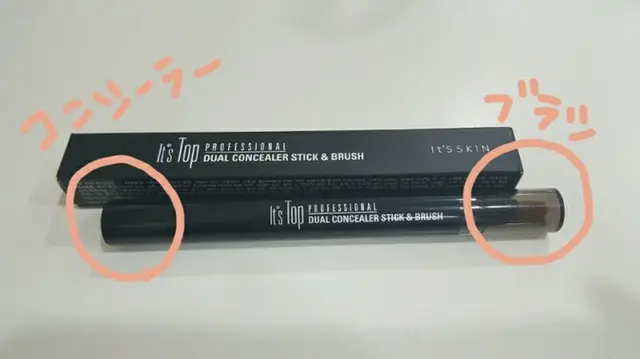 コンシーラー
ブラシ
It's Top PROFESSIONAL
DUAL CONCEALER STICK & BRUSH
It'S SKIN
It's Top PROFESSIONAL
DUAL CONCEALER STICK & BRUSH